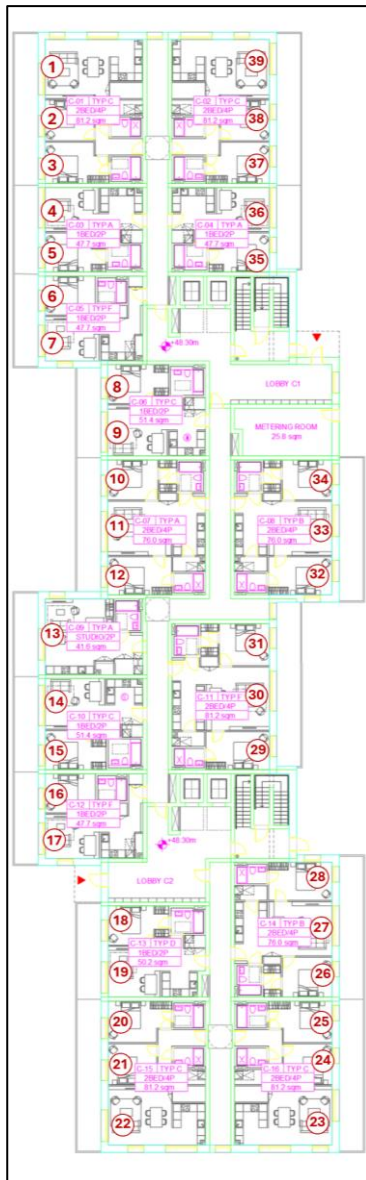 1
39
C-01 TYP C
2BED/4P
81.2 sqm
C-02 TYP C
2BED/4P
81.2 sqm
2
38
3
37
4
36
C-03 TYP A
1BED/2P
47.7 sqm
C-04 TYP A
1BED/2P
47.7 sqm
5
35
6
C-05 TYP F
1BED/2P
47.7 sqm
7
+48.30m
8
LOBBY C1
C-06 TYP C
1BED/2P
51.4 sqm
9
METERING ROOM
25.8 sqm
10
34
11
C-07 TYP A
2BED/4P
76.0 sqm
C-08 TYP B
2BED/4P
76.0 sqm
33
12
32
C-09 TYP A
STUDIO/2P
41.6 sqm
13
31
14
C-10 TYP C
1BED/2P
51.4 sqm
C-11 TYP F
2BED/4P
81.2 sqm
30
15
29
16
C-12 TYP F
1BED/2P
47.7 sqm
17
+48.30m
LOBBY C2
28
18
C-13 TYP D
1BED/2P
50.2 sqm
C-14 TYP B
2BED/4P
76.8 sqm
27
19
26
20
25
21
C-15 TYP C
2BED/4P
81.2 sqm
C-16 TYP C
2BED/4P
81.2 sqm
24
22
23